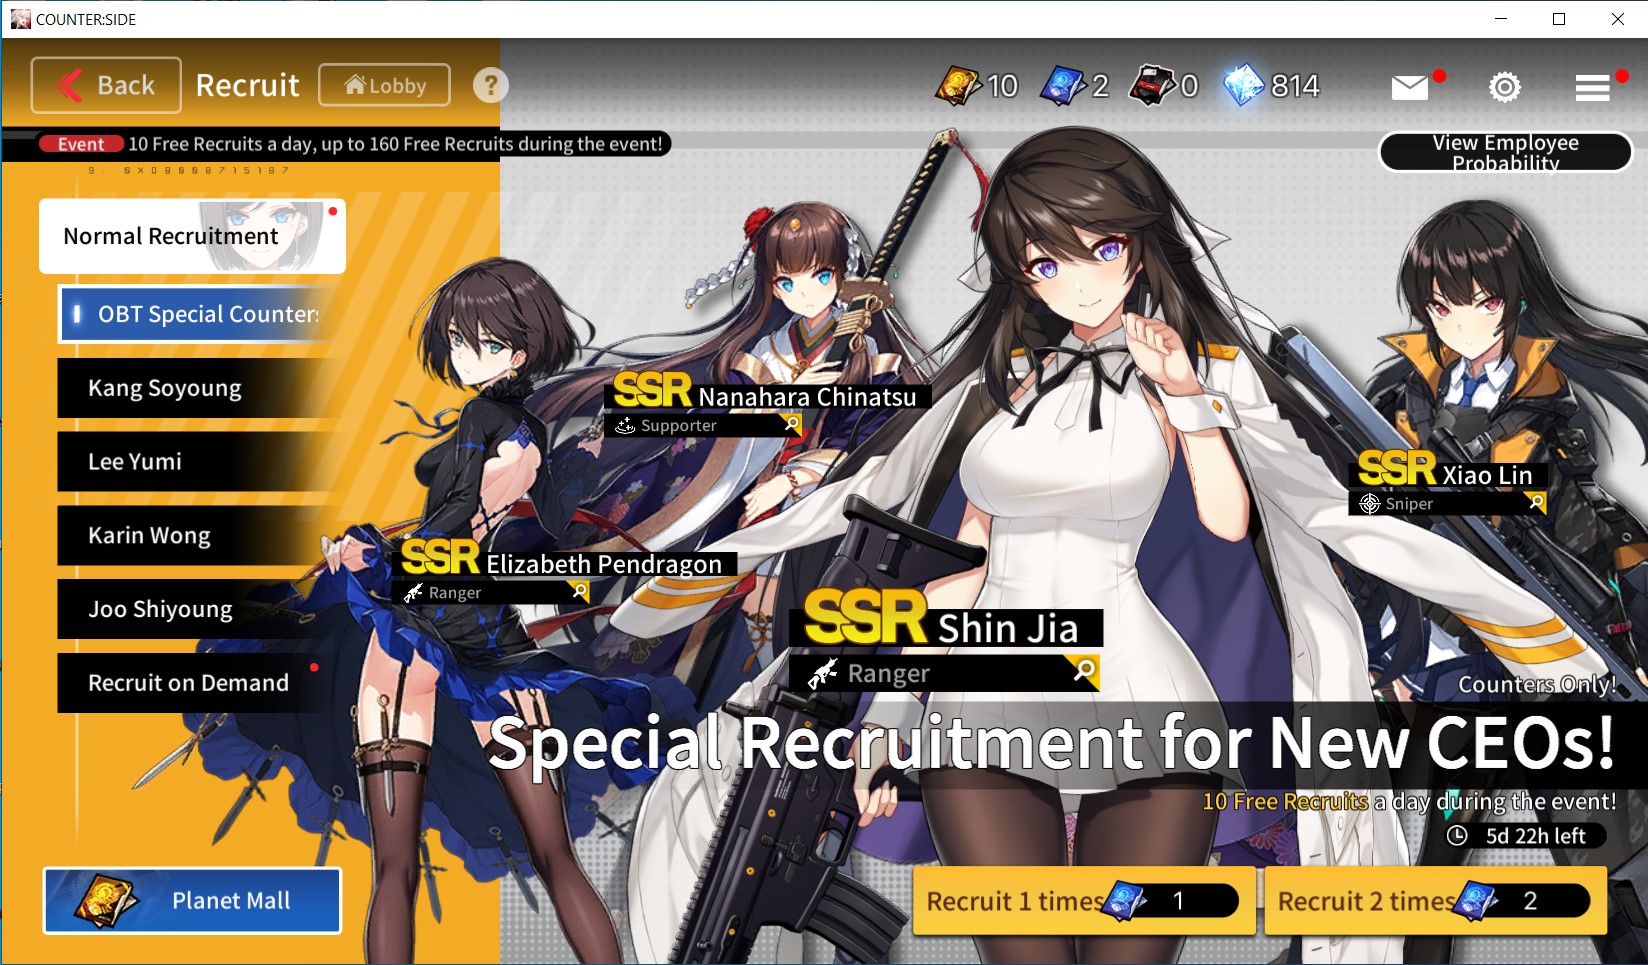 COUNTER:SIDE
Back
Recruit
Lobby
?
10
2
0
814
Event 10 Free Recruits a day, up to 160 Free Recruits during the event!
View Employee
Probability
Normal Recruitment
OBT Special Counters
Kang Soyoung
Lee Yumi
Karin Wong
Joo Shiyoung
Recruit on Demand
Planet Mall
SSR Nanahara Chinatsu
Supporter
SSR Xiao Lin
Sniper
SSR Elizabeth Pendragon
Ranger
SSR Shin Jia
Ranger
Counters Only!
Special Recruitment for New CEOs!
10 Free Recruits a day during the event!
5d 22h left
Recruit 1 times 1
Recruit 2 times 2